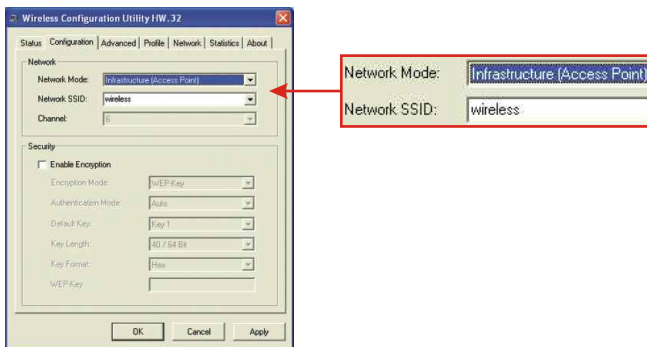 Wireless Configuration Utility HW.32
Status Configuration Advanced Profile Network Statistics About
Network
Network Mode: Infrastructure (Access Point)
Network SSID: wireless
Channel: 6
Security
Enable Encryption
Encryption Mode: WEP-Key
Authentication Mode: Auto
Default Key: Key 1
Key Length: 40 / 64 Bit
Key Format: Hex
WEP-Key
OK Cancel Apply
Network Mode: Infrastructure (Access Point)
Network SSID: wireless